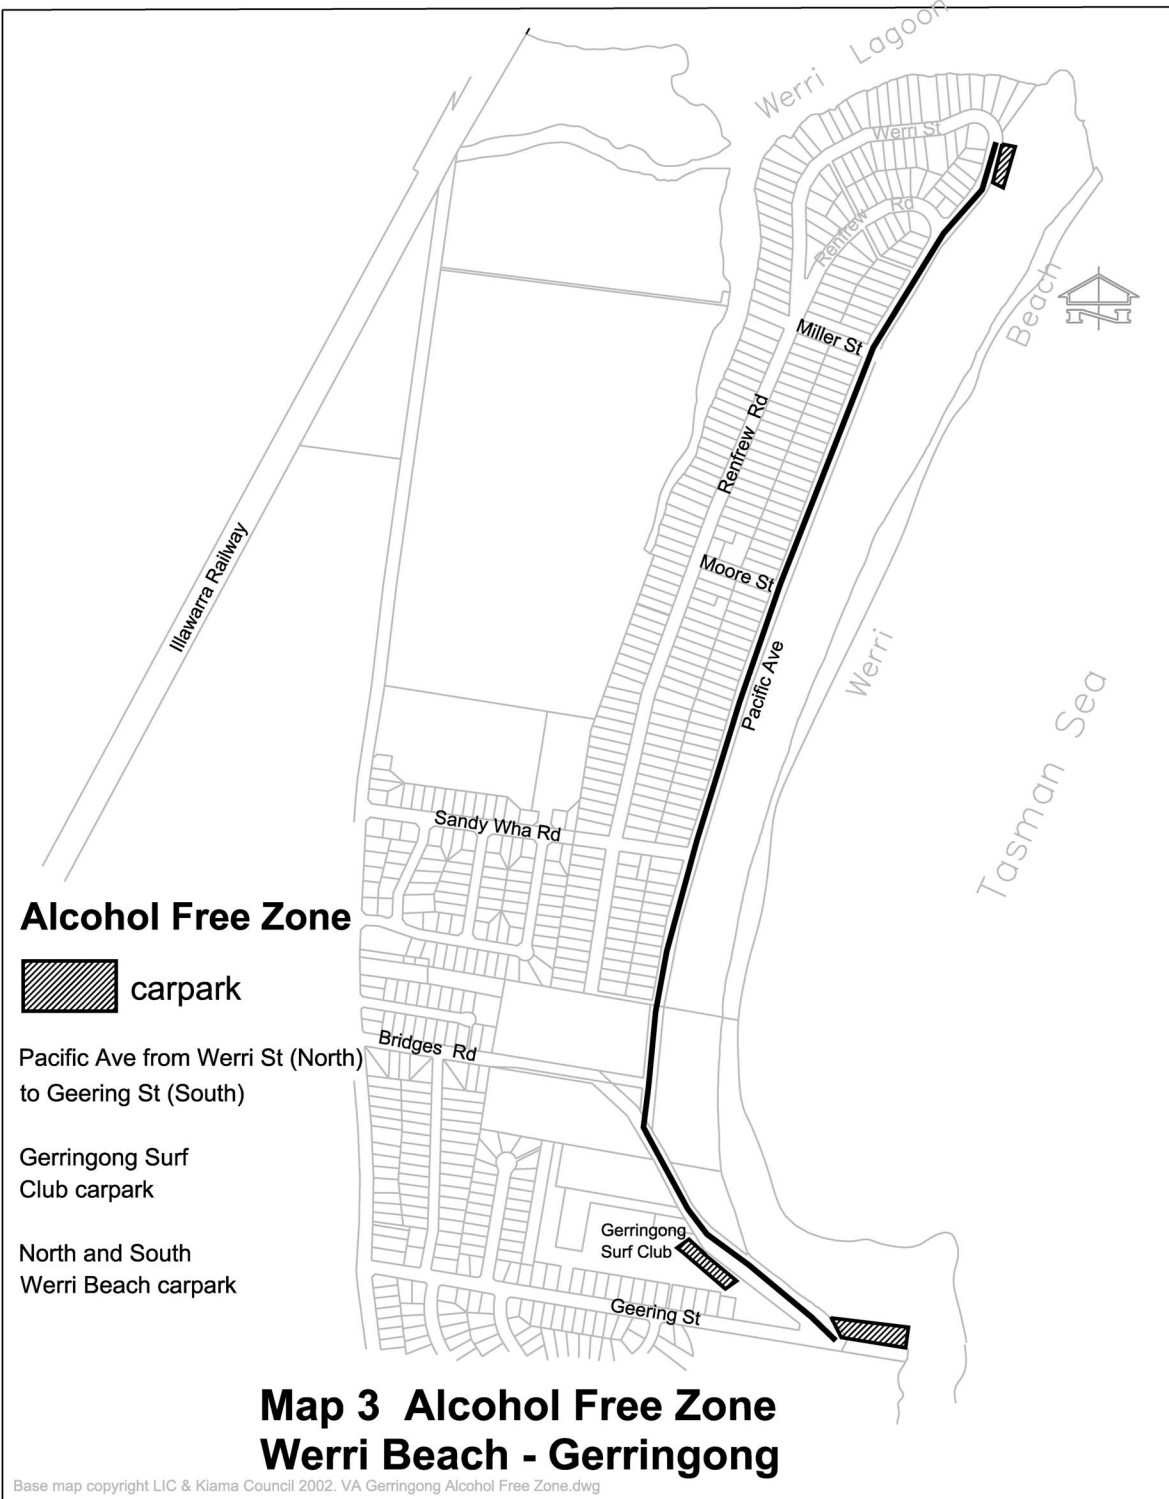 Werri Lagoon
Werri St
Renfrew Rd
Beach
N
Miller St
Renfrew Rd
Illawarra Railway
Moore St
Werri
Pacific Ave
Tasman Sea
Sandy Wha Rd
Alcohol Free Zone
carpark
Bridges Rd
Pacific Ave from Werri St (North)
to Geering St (South)
Gerringong Surf
Club carpark
North and South
Werri Beach carpark
Gerringong
Surf Club
Geering St
Map 3 Alcohol Free Zone
Werri Beach - Gerringong
Base map copyright LIC & Kiama Council 2002. VA Gerringong Alcohol Free Zone.dwg